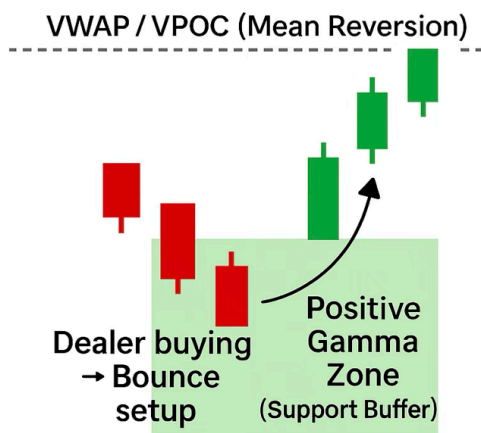 VWAP / VPOC (Mean Reversion)
Dealer buying
→ Bounce
setup
Positive
Gamma
Zone
(Support Buffer)